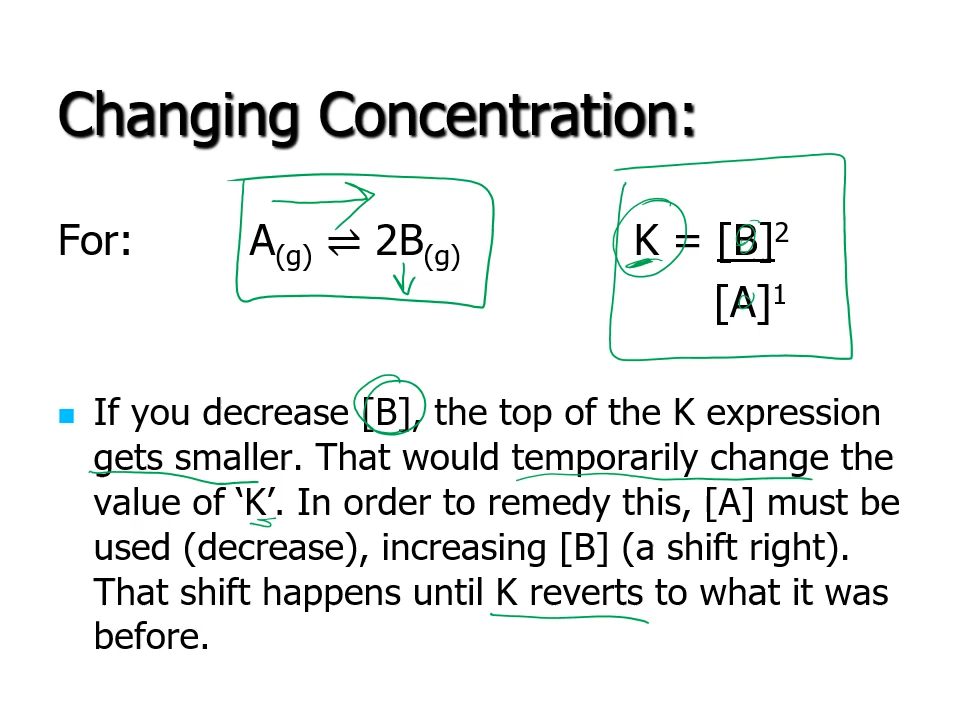 Changing Concentration:
For: A(g) ⇌ 2B(g) K = [B]²
[A]¹
If you decrease [B], the top of the K expression
gets smaller. That would temporarily change the
value of ‘K’. In order to remedy this, [A] must be
used (decrease), increasing [B] (a shift right).
That shift happens until K reverts to what it was
before.